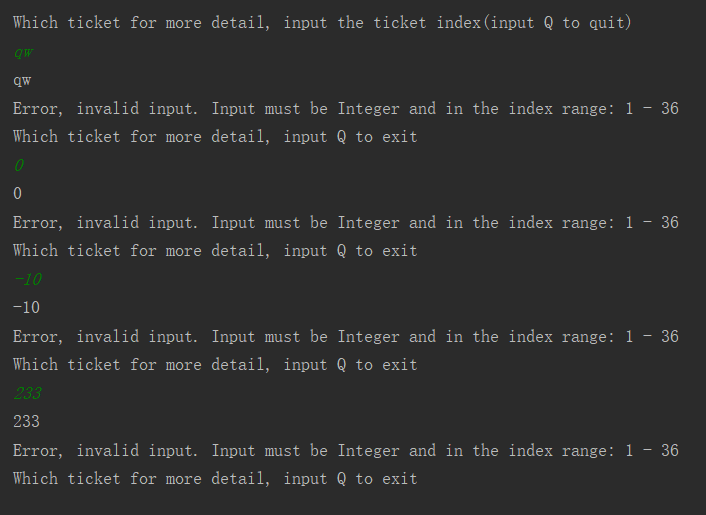 Which ticket for more detail, input the ticket index(input Q to quit)
qw
qw
Error, invalid input. Input must be Integer and in the index range: 1 - 36
Which ticket for more detail, input Q to exit
0
0
Error, invalid input. Input must be Integer and in the index range: 1 - 36
Which ticket for more detail, input Q to exit
-10
-10
Error, invalid input. Input must be Integer and in the index range: 1 - 36
Which ticket for more detail, input Q to exit
233
233
Error, invalid input. Input must be Integer and in the index range: 1 - 36
Which ticket for more detail, input Q to exit